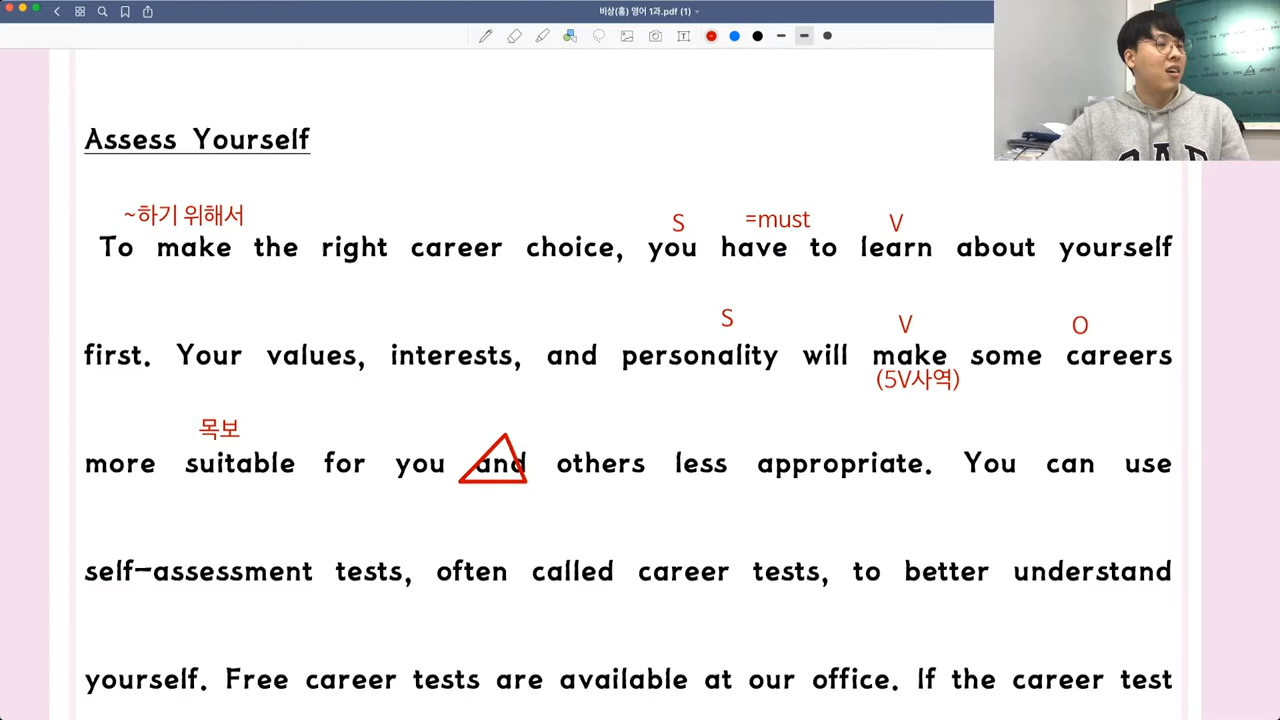 비상(홍) 영어 1과.pdf (1)
Assess Yourself
~하기 위해서 S =must V
To make the right career choice, you have to learn about yourself
S V O
first. Your values, interests, and personality will make some careers
(5V사역)
목보
more suitable for you and others less appropriate. You can use
self-assessment tests, often called career tests, to better understand
yourself. Free career tests are available at our office. If the career test